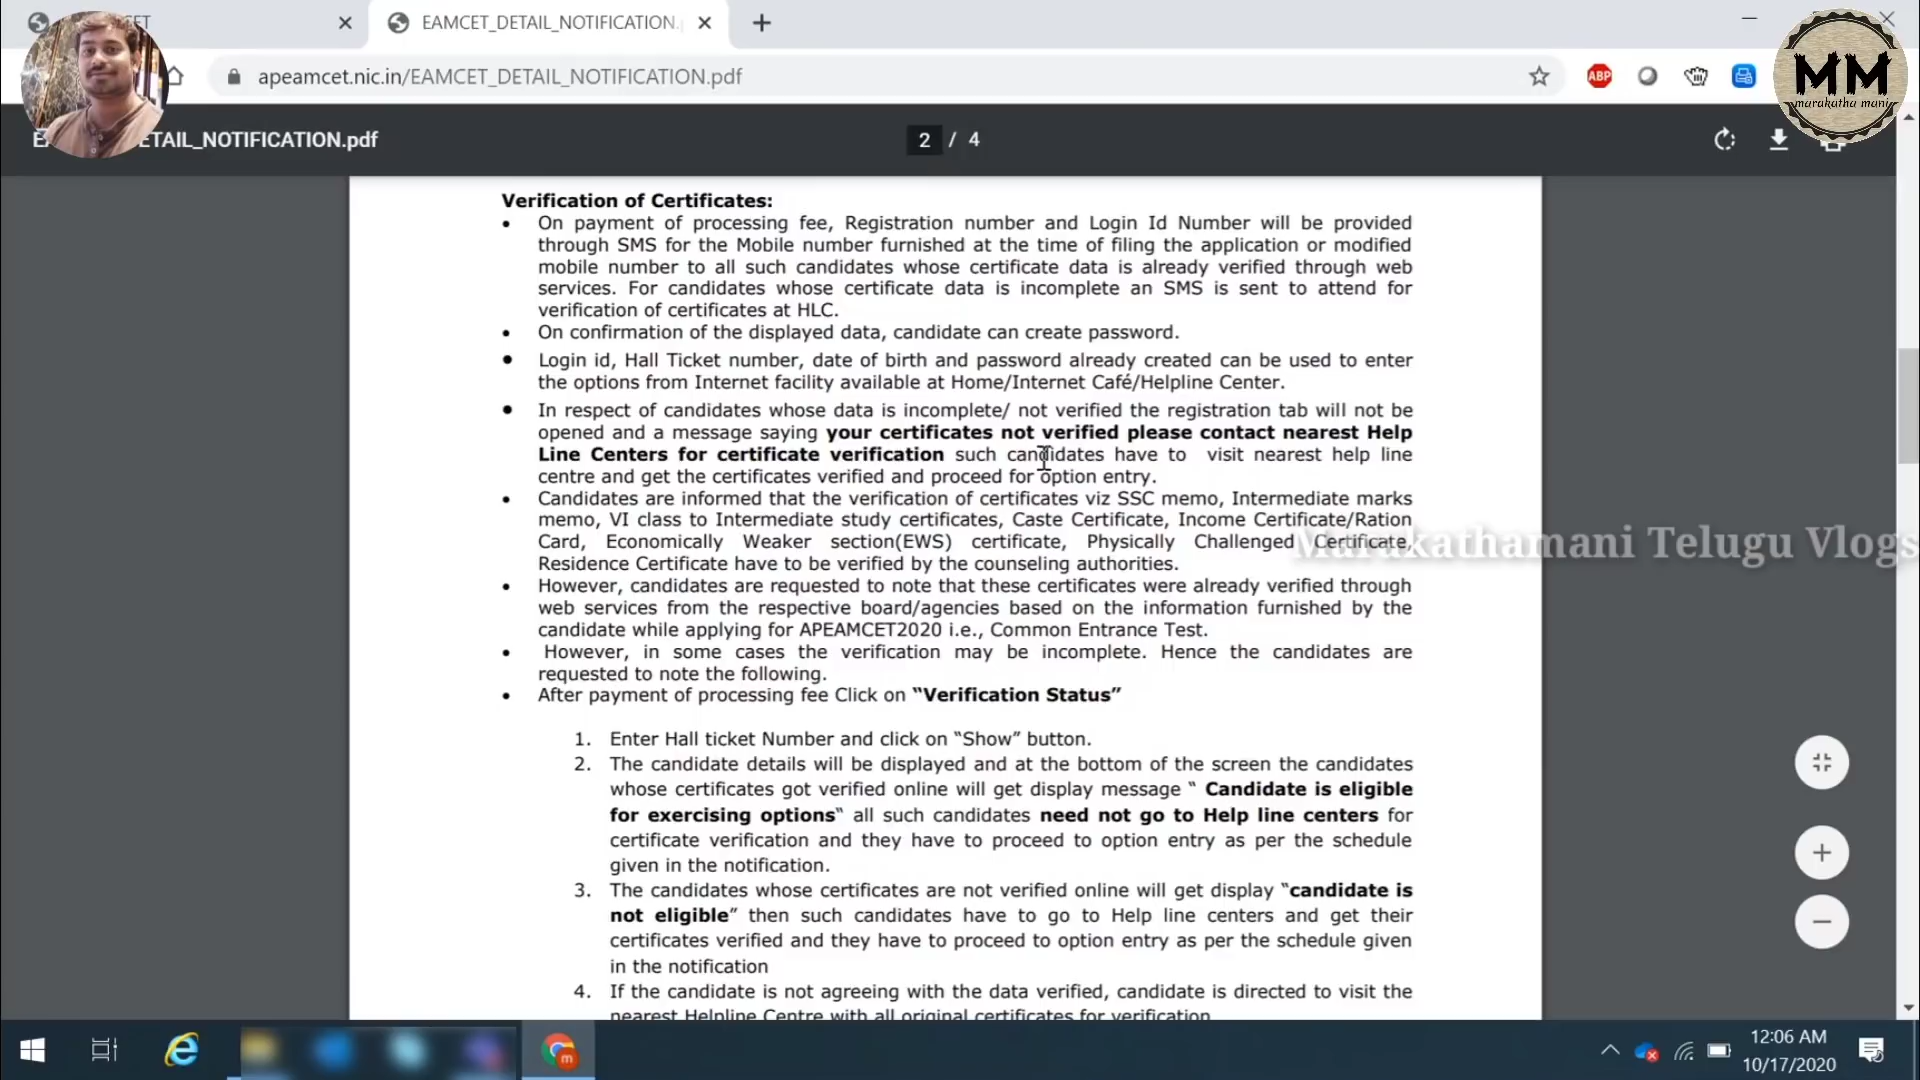 CET
EAMCET_DETAIL_NOTIFICATION.
apeamcet.nic.in/EAMCET_DETAIL_NOTIFICATION.pdf
ABP
MM
marakatha mani
ETAIL_NOTIFICATION.pdf
2 / 4
Verification of Certificates:
• On payment of processing fee, Registration number and Login Id Number will be provided
through SMS for the Mobile number furnished at the time of filing the application or modified
mobile number to all such candidates whose certificate data is already verified through web
services. For candidates whose certificate data is incomplete an SMS is sent to attend for
verification of certificates at HLC.
• On confirmation of the displayed data, candidate can create password.
• Login id, Hall Ticket number, date of birth and password already created can be used to enter
the options from Internet facility available at Home/Internet Café/Helpline Center.
• In respect of candidates whose data is incomplete/ not verified the registration tab will not be
opened and a message saying your certificates not verified please contact nearest Help
Line Centers for certificate verification such candidates have to visit nearest help line
centre and get the certificates verified and proceed for option entry.
• Candidates are informed that the verification of certificates viz SSC memo, Intermediate marks
memo, VI class to Intermediate study certificates, Caste Certificate, Income Certificate/Ration
Card, Economically Weaker section(EWS) certificate, Physically Challenged Certificate,
Marakathamani Telugu Vlogs
Residence Certificate have to be verified by the counseling authorities.
• However, candidates are requested to note that these certificates were already verified through
web services from the respective board/agencies based on the information furnished by the
candidate while applying for APEAMCET2020 i.e., Common Entrance Test.
• However, in some cases the verification may be incomplete. Hence the candidates are
requested to note the following.
• After payment of processing fee Click on “Verification Status”
1. Enter Hall ticket Number and click on “Show” button.
2. The candidate details will be displayed and at the bottom of the screen the candidates
whose certificates got verified online will get display message “ Candidate is eligible
for exercising options“ all such candidates need not go to Help line centers for
certificate verification and they have to proceed to option entry as per the schedule
given in the notification.
3. The candidates whose certificates are not verified online will get display “candidate is
not eligible” then such candidates have to go to Help line centers and get their
certificates verified and they have to proceed to option entry as per the schedule given
in the notification
4. If the candidate is not agreeing with the data verified, candidate is directed to visit the
nearest Helpline Centre with all original certificates for verification
m
12:06 AM
10/17/2020